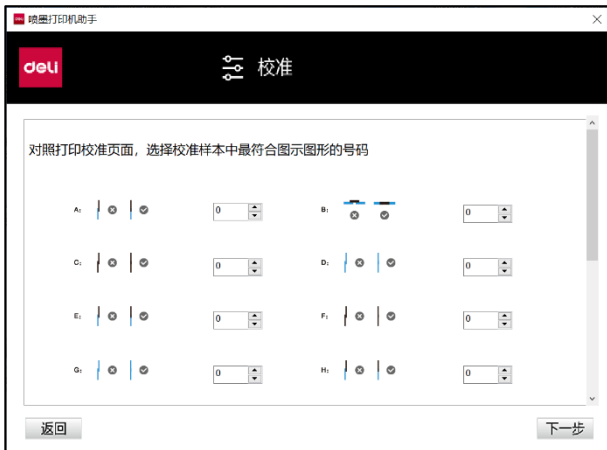 喷墨打印机助手
deli
校准
对照打印校准页面，选择校准样本中最符合图示图形的号码
A: 0 B: 0
C: 0 D: 0
E: 0 F: 0
G: 0 H: 0
返回 下一步